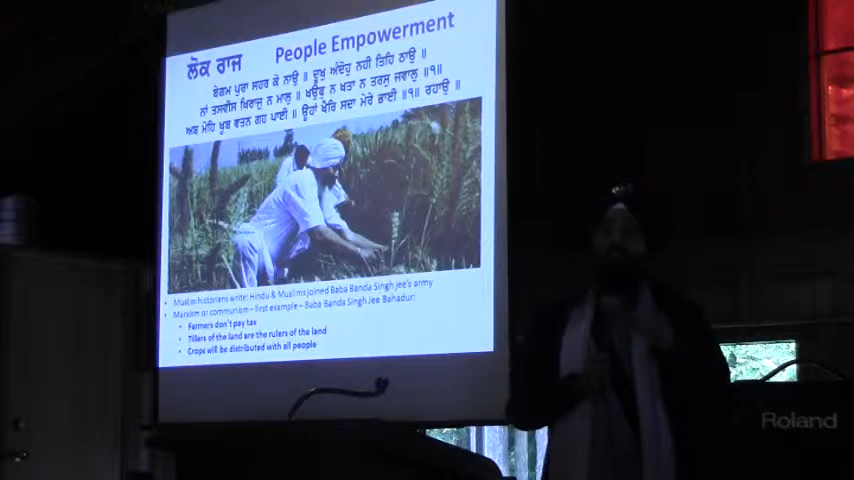 ਲੋਕ ਰਾਜ
People Empowerment
ਬੇਗਮ ਪੁਰਾ ਸਹਰ ਕੋ ਨਾਉ ॥ ਦੂਖੁ ਅੰਦੋਹੁ ਨਹੀ ਤਿਹਿ ਠਾਉ ॥
ਨਾਂ ਤਸਵੀਸ ਖਿਰਾਜੁ ਨ ਮਾਲੁ ॥ ਖਉਫੁ ਨ ਖਤਾ ਨ ਤਰਸੁ ਜਵਾਲੁ ॥੧॥
ਅਬ ਮੋਹਿ ਖੂਬ ਵਤਨ ਗਹ ਪਾਈ ॥ ਊਹਾਂ ਖੈਰਿ ਸਦਾ ਮੇਰੇ ਭਾਈ ॥੧॥ ਰਹਾਉ ॥
• Muslim historians write: Hindu & Muslims joined Baba Banda Singh Jee's army
• Marxism or communism – first example – Baba Banda Singh Jee Bahadur:
• Farmers don't pay tax
• Tillers of the land are the rulers of the land
• Crops will be distributed with all people
Roland